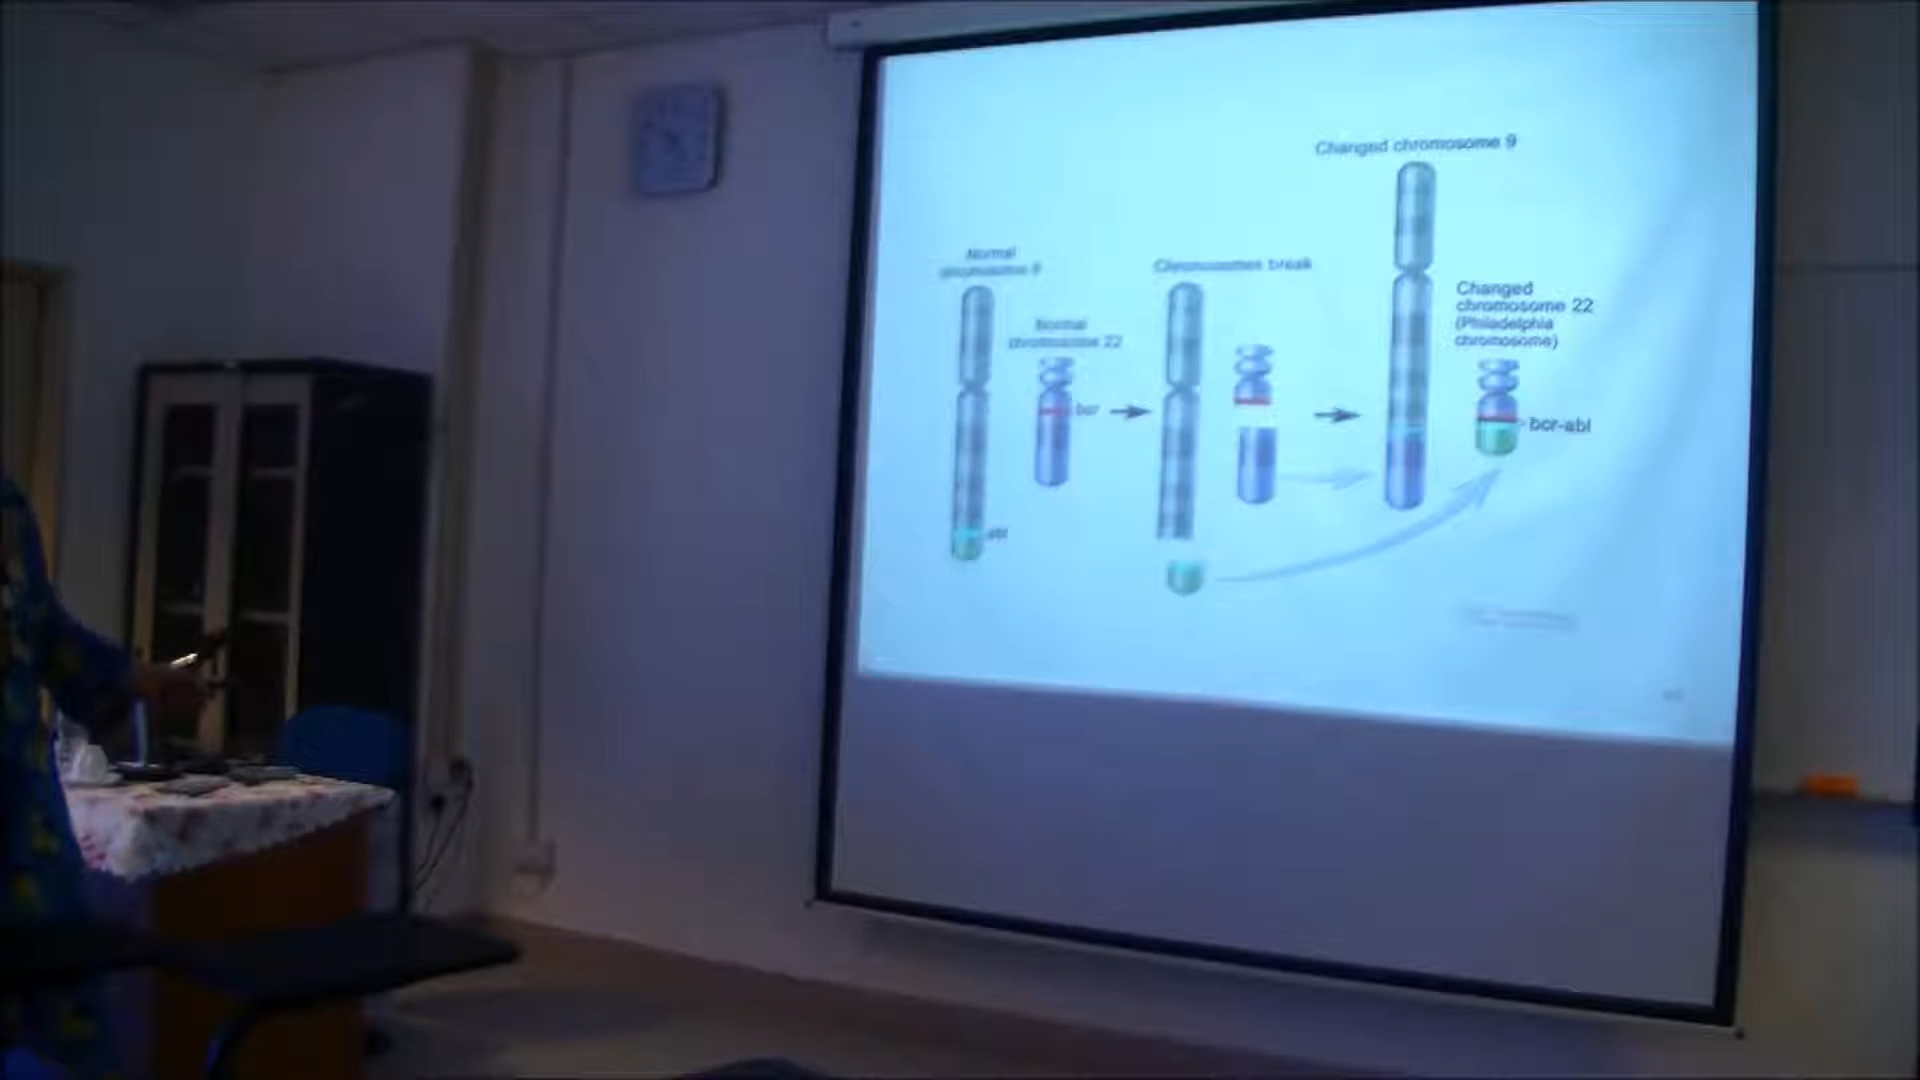 Changed chromosome 9
Normal
chromosome 9
Chromosomes break
Normal
chromosome 22
Changed
chromosome 22
(Philadelphia
chromosome)
bcr
bcr-abl
abl